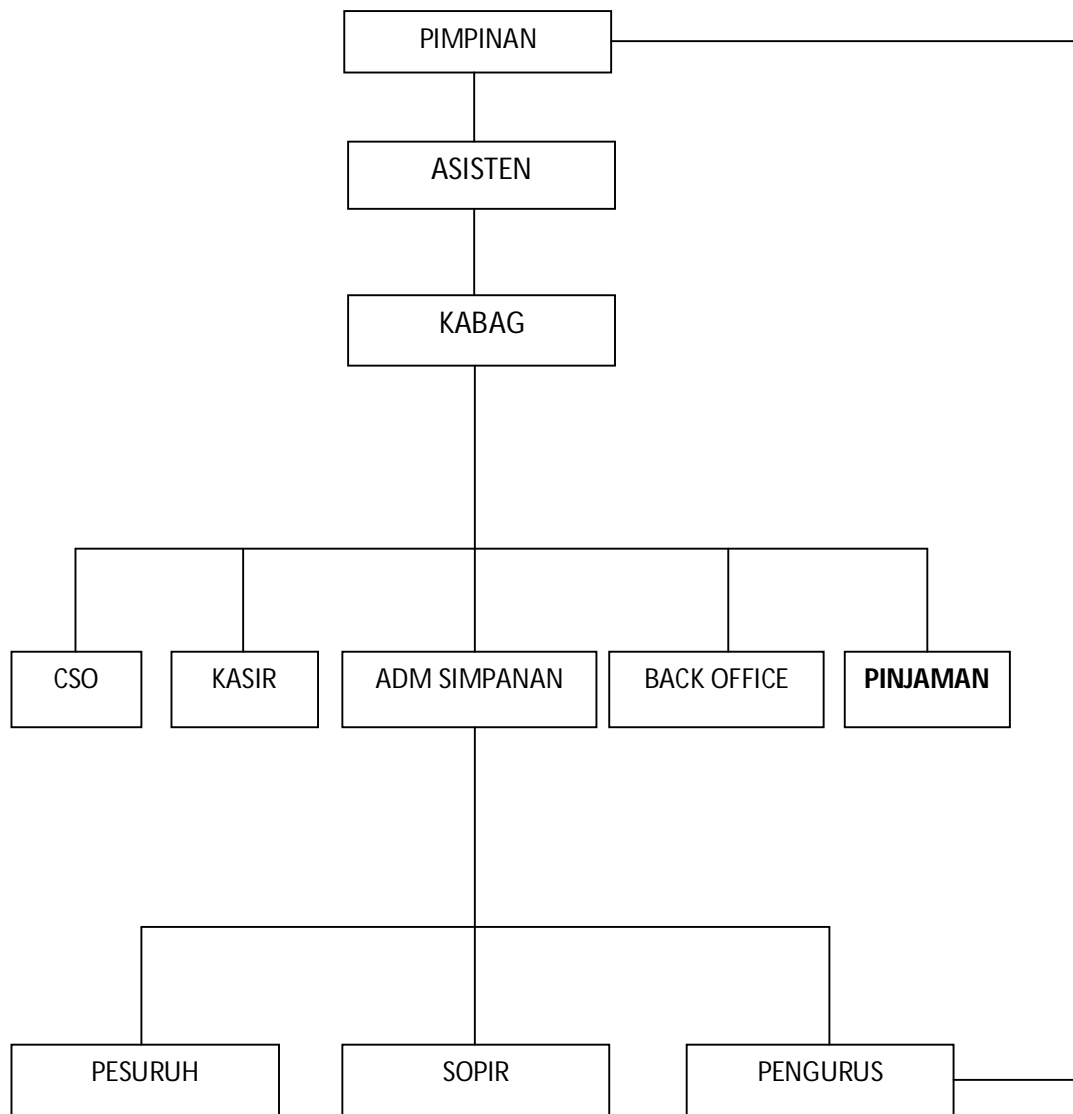 PIMPINAN
ASISTEN
KABAG
CSO
KASIR
ADM SIMPANAN
BACK OFFICE
PINJAMAN
PESURUH
SOPIR
PENGURUS